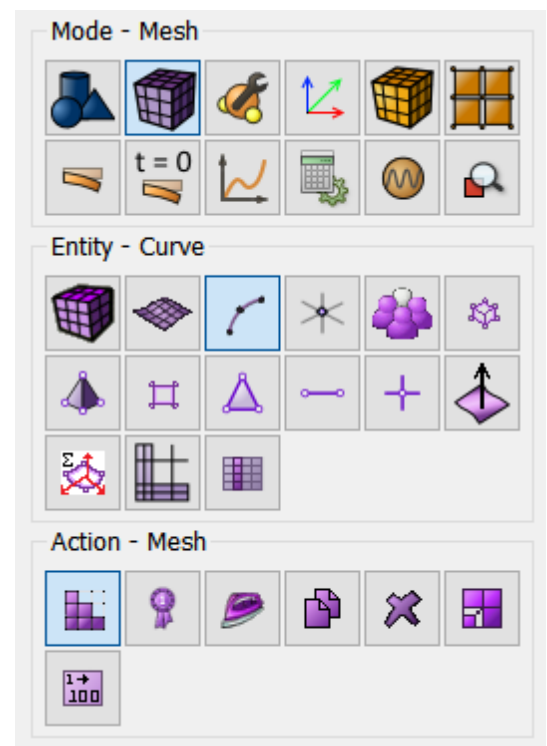 Mode - Mesh
t = 0
Entity - Curve
Σ
Action - Mesh
1→
100